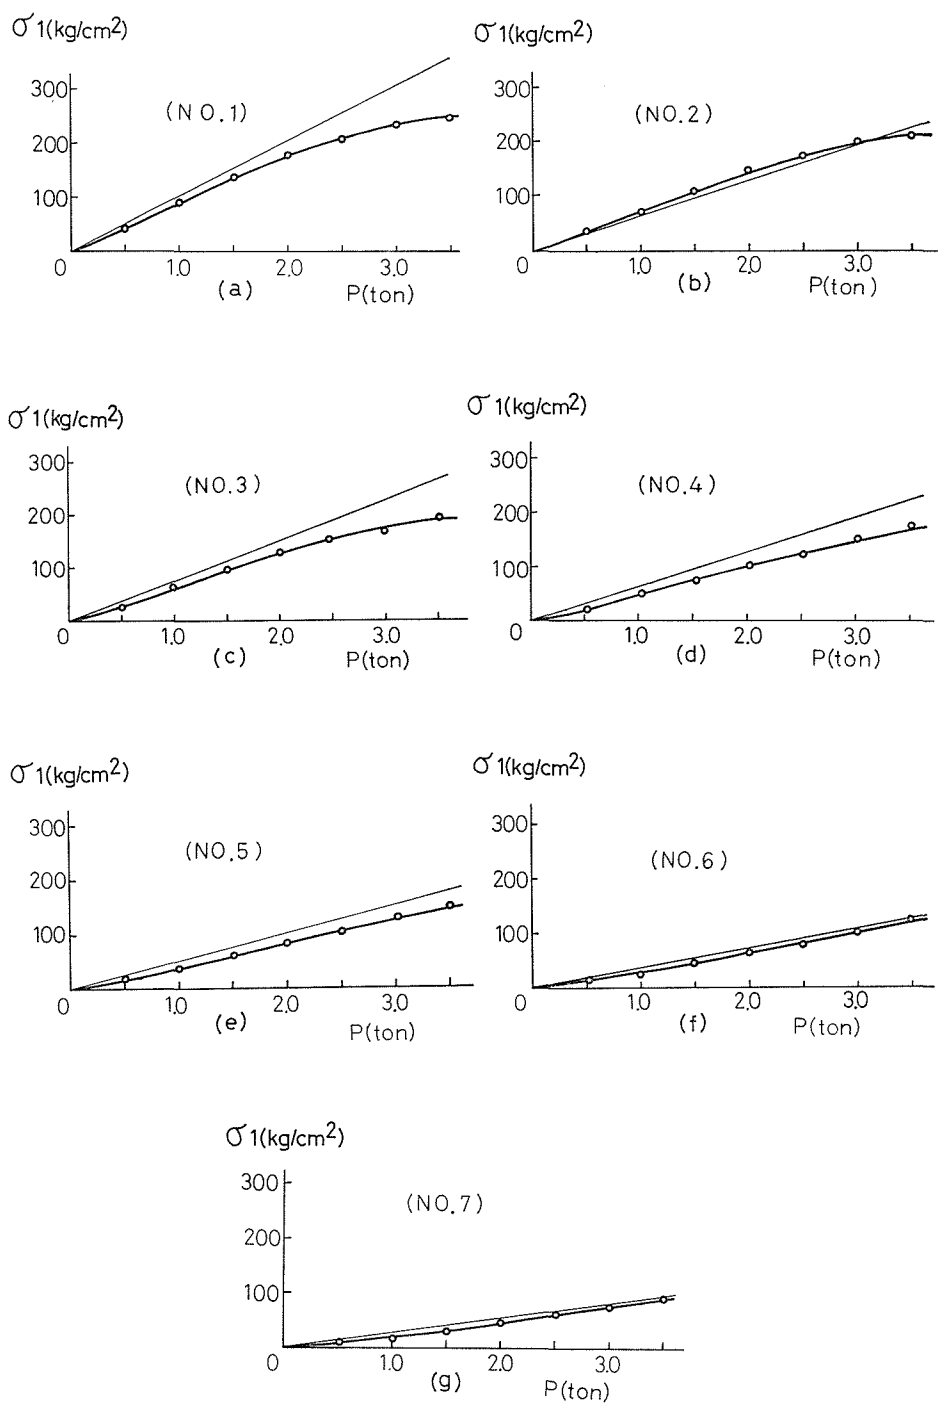 σ1(kg/cm2)
300
200
100
(NO.1)
0 1.0 2.0 3.0
(a) P(ton)
σ1(kg/cm2)
300
200
100
(NO.2)
0 1.0 2.0 3.0
(b) P(ton)
σ1(kg/cm2)
300
200
100
(NO.3)
0 1.0 2.0 3.0
(c) P(ton)
σ1(kg/cm2)
300
200
100
(NO.4)
0 1.0 2.0 3.0
(d) P(ton)
σ1(kg/cm2)
300
200
100
(NO.5)
0 1.0 2.0 3.0
(e) P(ton)
σ1(kg/cm2)
300
200
100
(NO.6)
0 1.0 2.0 3.0
(f) P(ton)
σ1(kg/cm2)
300
200
100
(NO.7)
0 1.0 2.0 3.0
(g) P(ton)